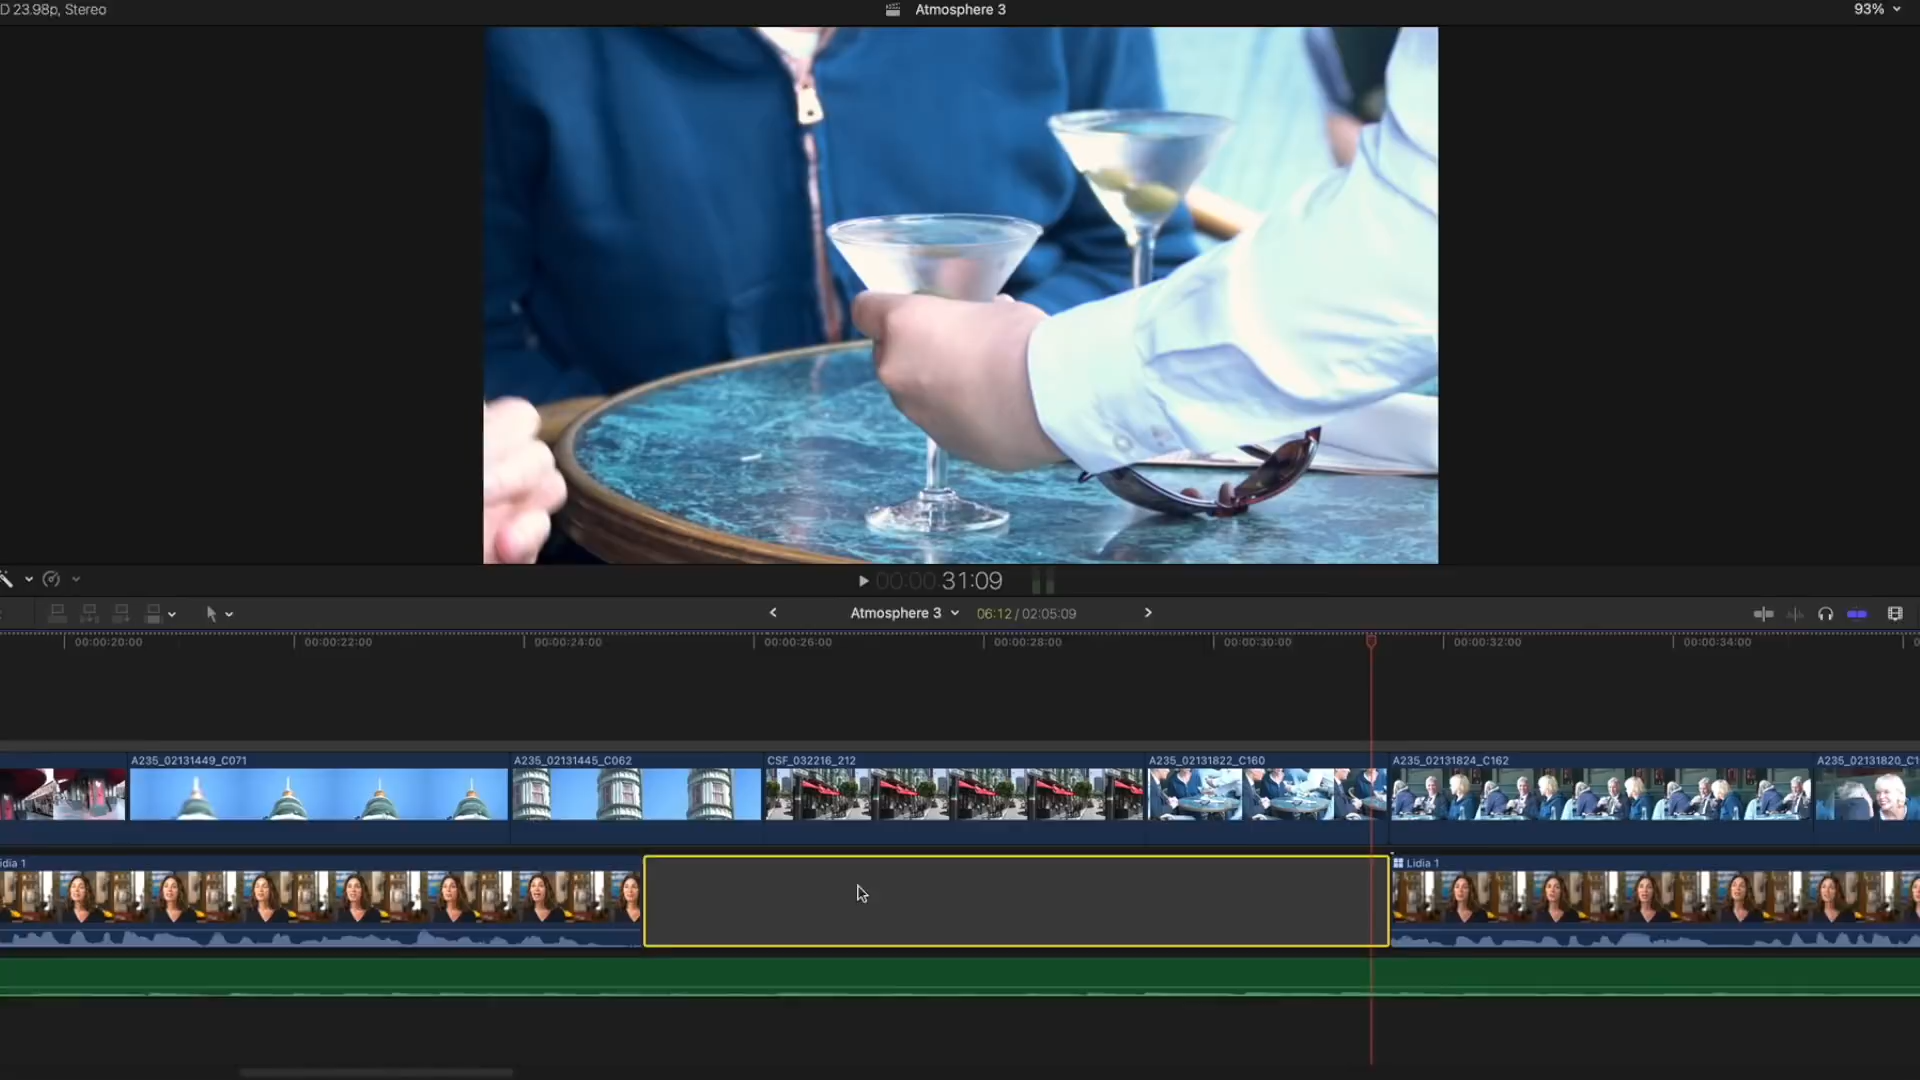 D 23.98p, Stereo
Atmosphere 3
93%
00:00:31:09
Atmosphere 3
06:12 / 02:05:09
00:00:20:00
00:00:22:00
00:00:24:00
00:00:26:00
00:00:28:00
00:00:30:00
00:00:32:00
00:00:34:00
A235_02131449_C071
A235_02131445_C062
CSF_032216_212
A235_02131822_C160
A235_02131824_C162
A235_02131820_C1
idia 1
Lidia 1